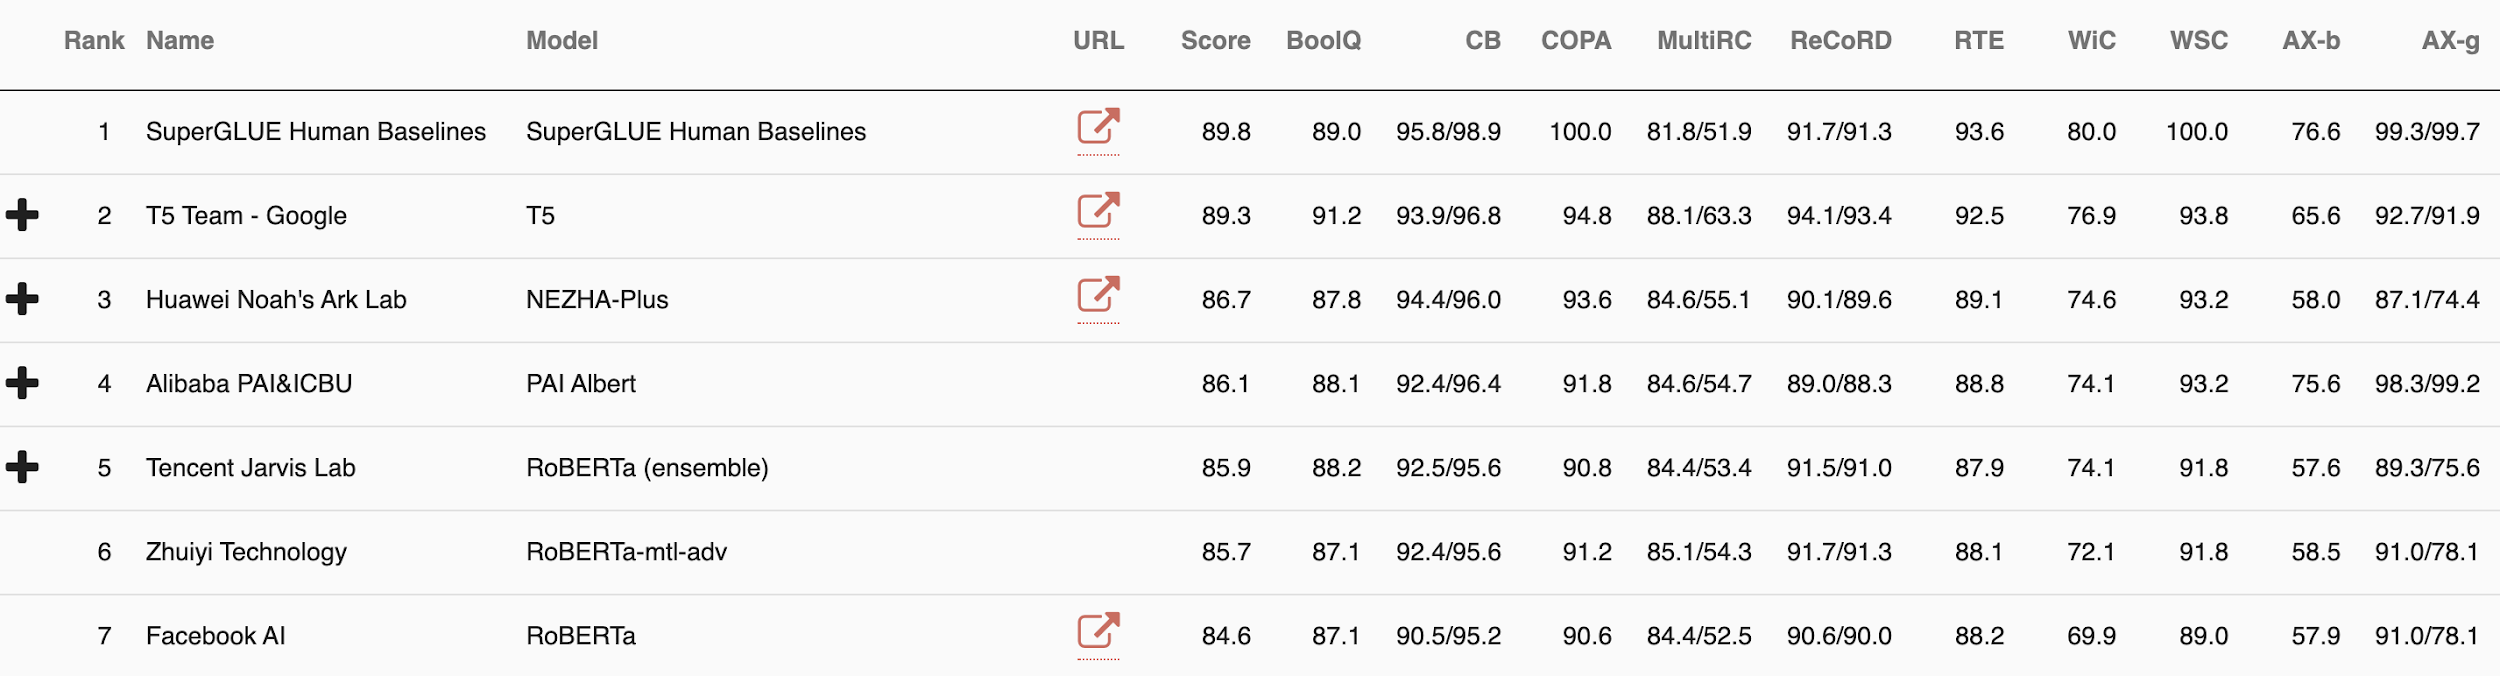 Rank Name Model URL Score BoolQ CB COPA MultiRC ReCoRD RTE WiC WSC AX-b AX-g
1 SuperGLUE Human Baselines SuperGLUE Human Baselines 89.8 89.0 95.8/98.9 100.0 81.8/51.9 91.7/91.3 93.6 80.0 100.0 76.6 99.3/99.7
2 T5 Team - Google T5 89.3 91.2 93.9/96.8 94.8 88.1/63.3 94.1/93.4 92.5 76.9 93.8 65.6 92.7/91.9
3 Huawei Noah's Ark Lab NEZHA-Plus 86.7 87.8 94.4/96.0 93.6 84.6/55.1 90.1/89.6 89.1 74.6 93.2 58.0 87.1/74.4
4 Alibaba PAI&ICBU PAI Albert 86.1 88.1 92.4/96.4 91.8 84.6/54.7 89.0/88.3 88.8 74.1 93.2 75.6 98.3/99.2
5 Tencent Jarvis Lab RoBERTa (ensemble) 85.9 88.2 92.5/95.6 90.8 84.4/53.4 91.5/91.0 87.9 74.1 91.8 57.6 89.3/75.6
6 Zhuiyi Technology RoBERTa-mtl-adv 85.7 87.1 92.4/95.6 91.2 85.1/54.3 91.7/91.3 88.1 72.1 91.8 58.5 91.0/78.1
7 Facebook AI RoBERTa 84.6 87.1 90.5/95.2 90.6 84.4/52.5 90.6/90.0 88.2 69.9 89.0 57.9 91.0/78.1